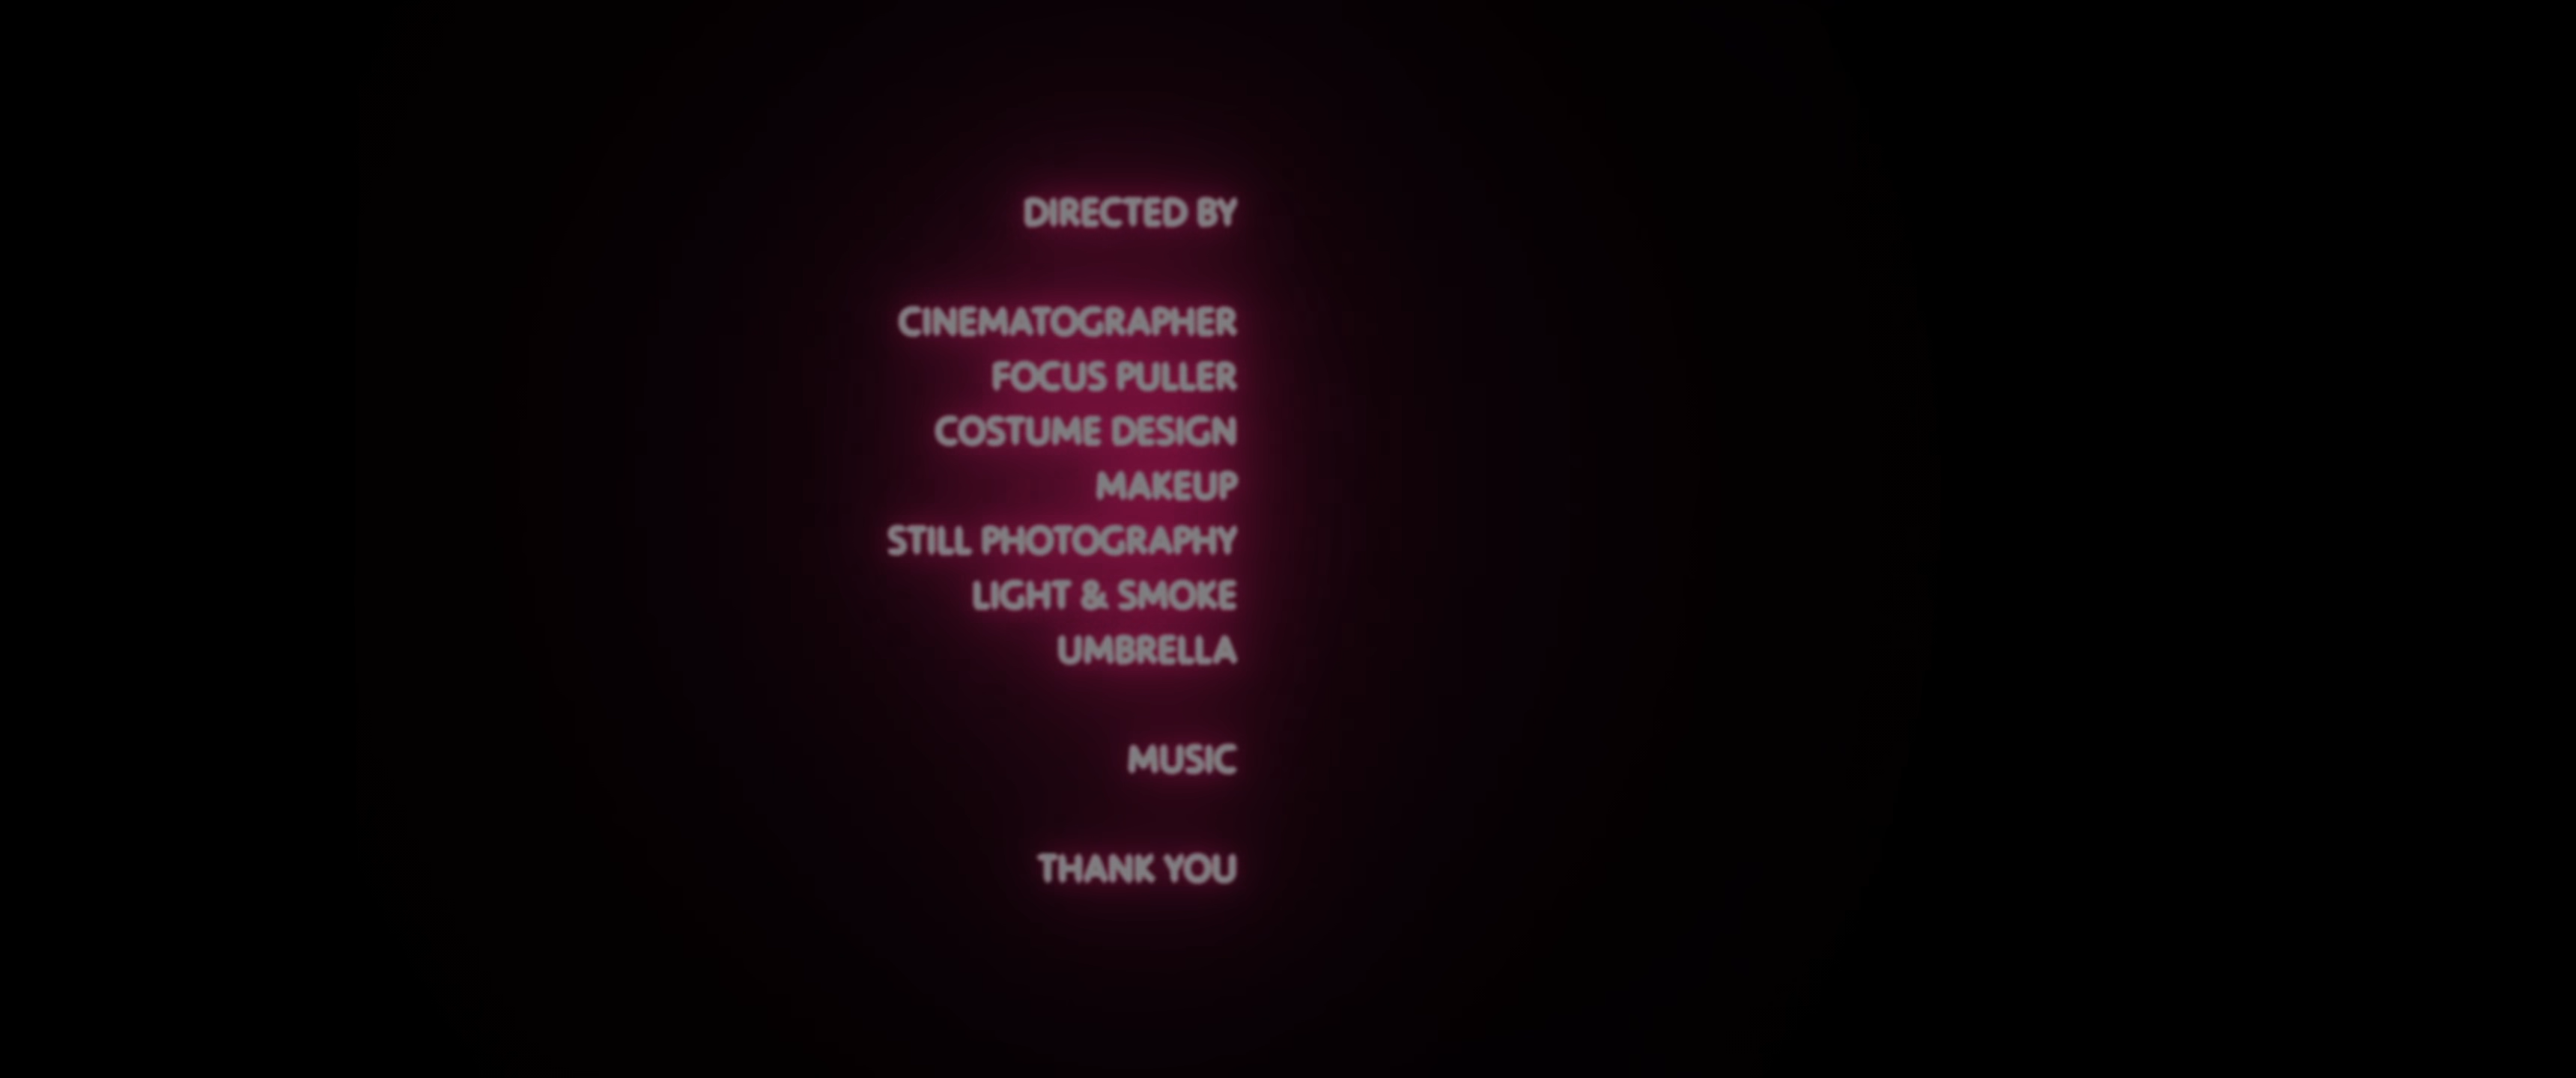 DIRECTED BY
CINEMATOGRAPHER
FOCUS PULLER
COSTUME DESIGN
MAKEUP
STILL PHOTOGRAPHY
LIGHT & SMOKE
UMBRELLA
MUSIC
THANK YOU